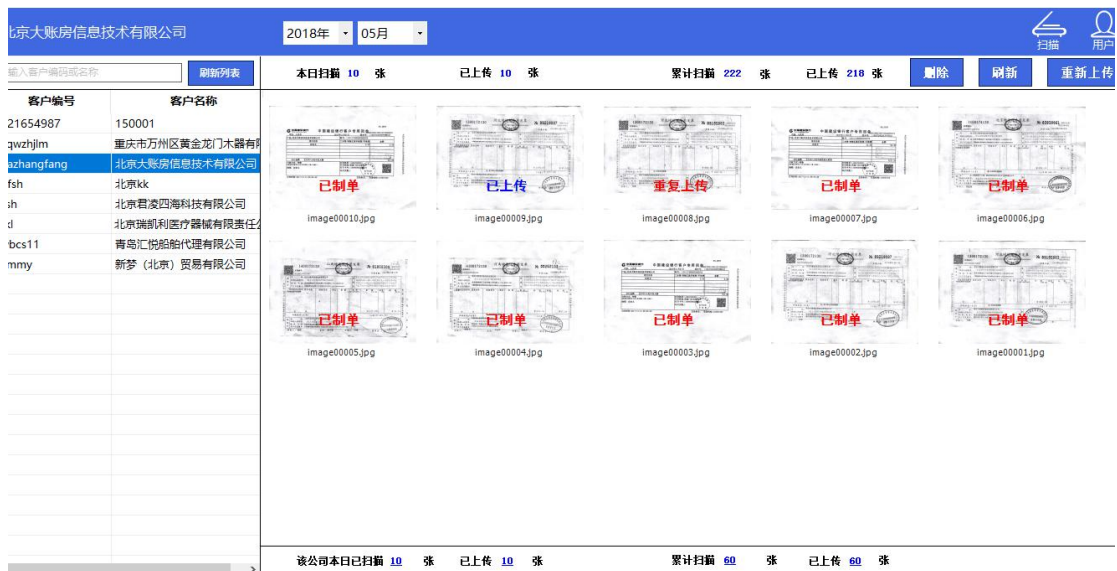 北京大账房信息技术有限公司
2018年 05月
扫描 用户
输入客户编码或名称 刷新列表
本日扫描 10 张 已上传 10 张 累计扫描 222 张 已上传 218 张 删除 刷新 重新上传
客户编号 客户名称
21654987 150001
qwzhjlm 重庆市万州区黄金龙门大器有限
azhangfang 北京大账房信息技术有限公司
fsh 北京kk
sh 北京君凌四海科技有限公司
北京瑞凯利医疗器械有限责任公
bcs11 青岛汇悦船舶代理有限公司
mmy 新梦（北京）贸易有限公司
已制单 已上传 重复上传 已制单 已制单
image00010.jpg image00009.jpg image00008.jpg image00007.jpg image00006.jpg
已制单 已制单 已制单 已制单 已制单
image00005.jpg image00004.jpg image00003.jpg image00002.jpg image00001.jpg
该公司本日已扫描 10 张 已上传 10 张 累计扫描 60 张 已上传 60 张